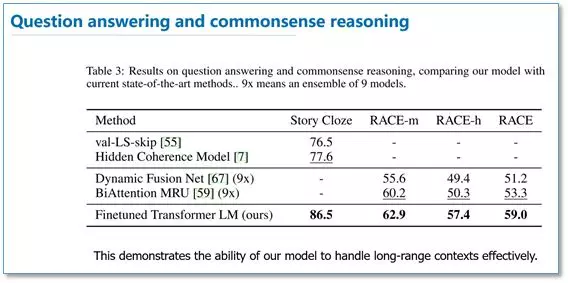 Question answering and commonsense reasoning
Table 3: Results on question answering and commonsense reasoning, comparing our model with
current state-of-the-art methods.. 9x means an ensemble of 9 models.
Method Story Cloze RACE-m RACE-h RACE
val-LS-skip [55] 76.5 - - -
Hidden Coherence Model [7] 77.6 - - -
Dynamic Fusion Net [67] (9x) - 55.6 49.4 51.2
BiAttention MRU [59] (9x) - 60.2 50.3 53.3
Finetuned Transformer LM (ours) 86.5 62.9 57.4 59.0
This demonstrates the ability of our model to handle long-range contexts effectively.